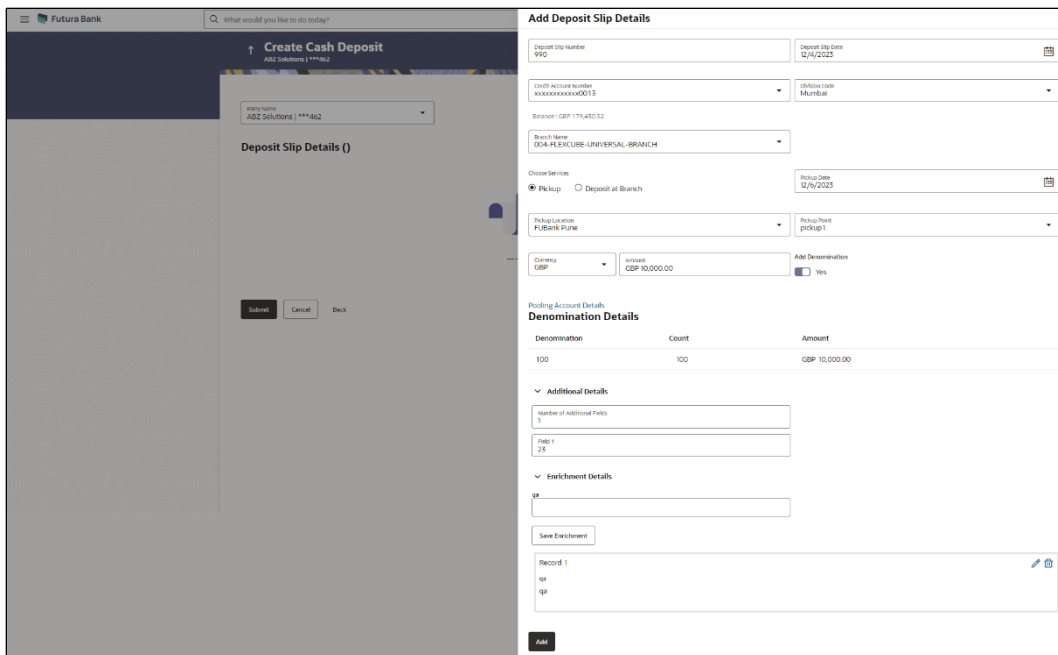 Futura Bank
What would you like to do today?
Create Cash Deposit
ABZ Solutions | ***462
Party Name
ABZ Solutions | ***462
Deposit Slip Details ()
Submit Cancel Back
Add Deposit Slip Details
Deposit Slip Number
990
Deposit Slip Date
12/4/2023
Credit Account Number
xxxxxxxxxxxx0013
Division Code
Mumbai
Balance : GBP 179,430.52
Branch Name
004-FLEXCUBE-UNIVERSAL-BRANCH
Choose Services
Pickup Deposit at Branch
Pickup Date
12/6/2023
Pickup Location
FUBank Pune
Pickup Point
pickup1
Currency
GBP
Amount
GBP 10,000.00
Add Denomination
Yes
Pooling Account Details
Denomination Details
Denomination Count Amount
100 100 GBP 10,000.00
Additional Details
Number of Additional Fields
1
Field 1
23
Enrichment Details
qa
Save Enrichment
Record 1
qa
qa
Add